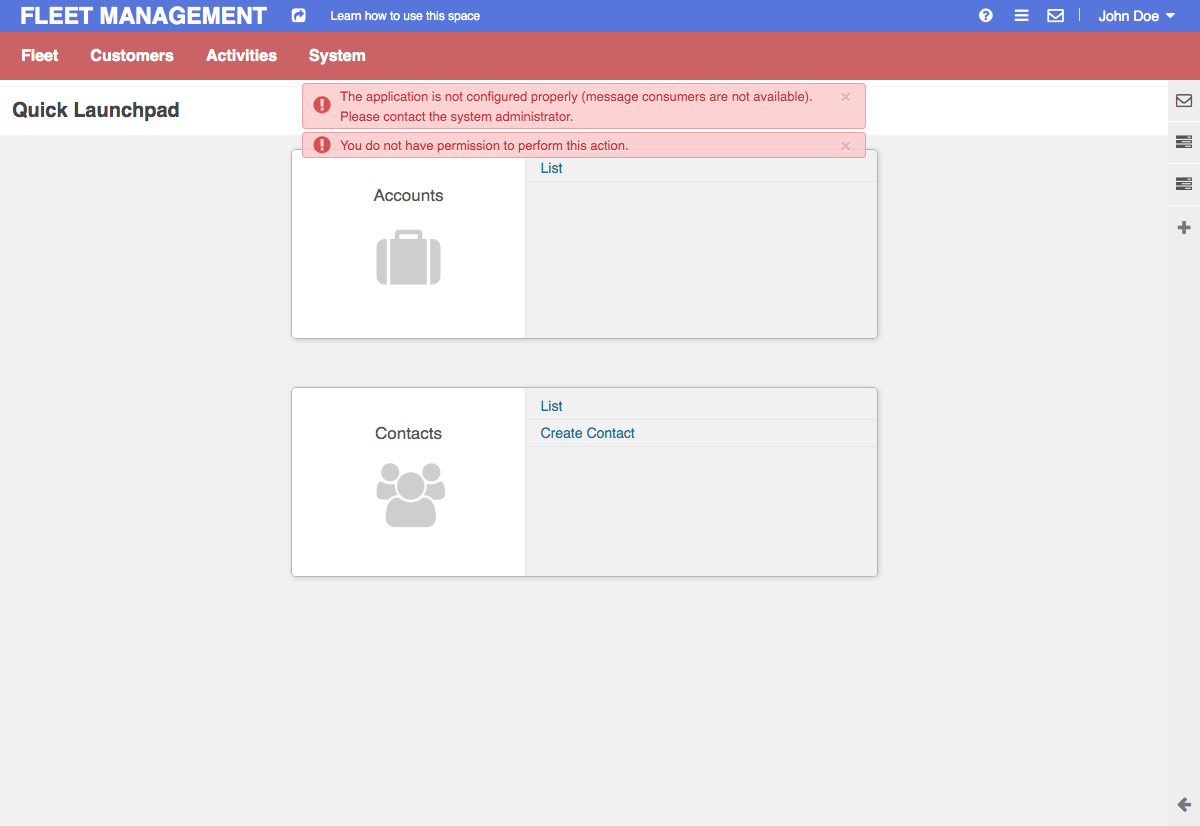 FLEET MANAGEMENT
Learn how to use this space
John Doe
Fleet
Customers
Activities
System
Quick Launchpad
The application is not configured properly (message consumers are not available).
Please contact the system administrator.
×
You do not have permission to perform this action.
×
Accounts
List
Contacts
List
Create Contact